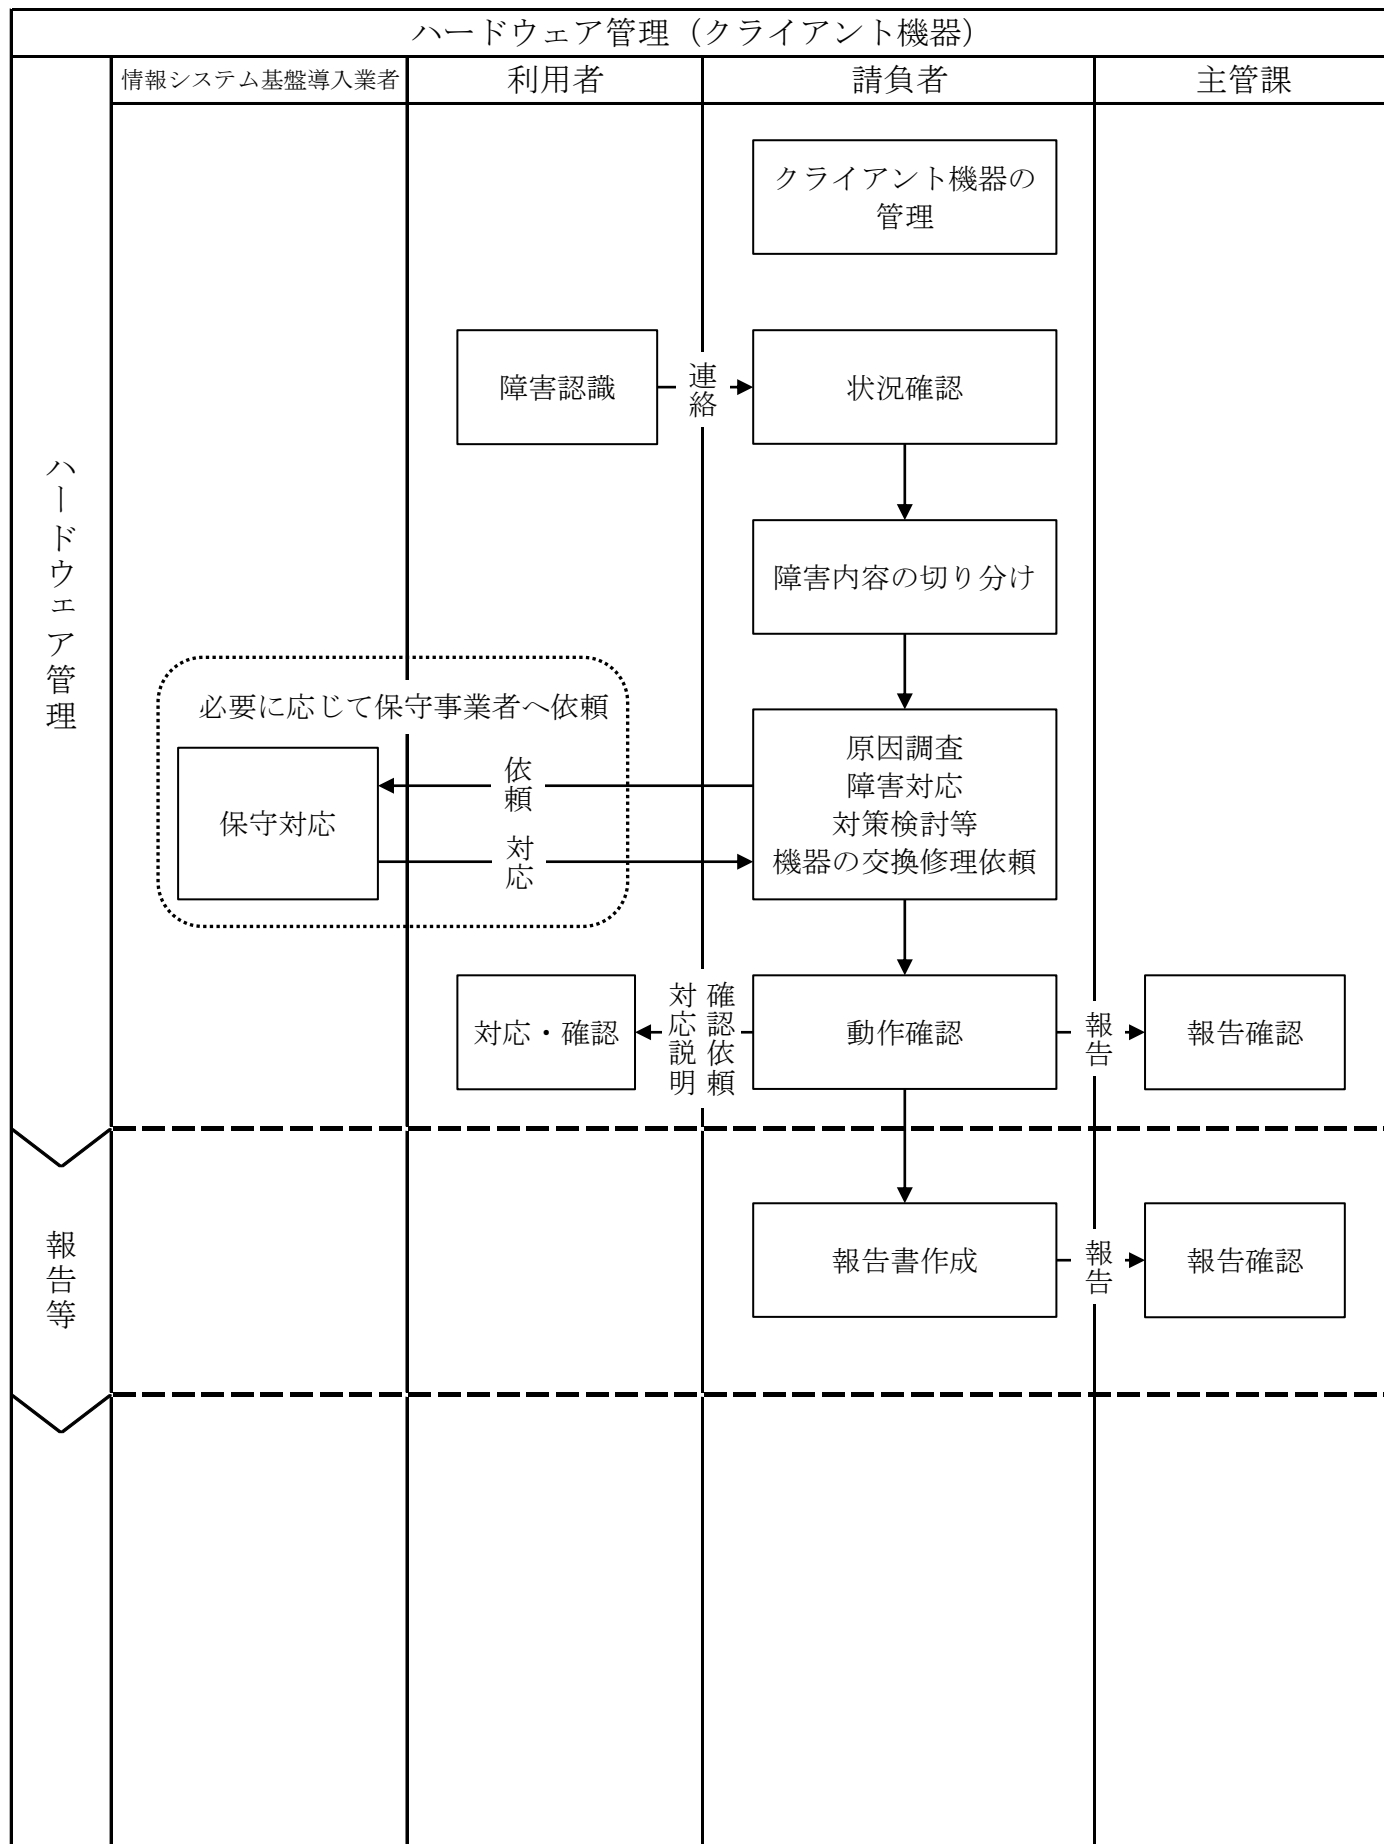 ハードウェア管理（クライアント機器）
情報システム基盤導入業者
利用者
請負者
主管課
ハードウェア管理
クライアント機器の
管理
障害認識
連絡
状況確認
障害内容の切り分け
必要に応じて保守事業者へ依頼
保守対応
依頼
対応
原因調査
障害対応
対策検討等
機器の交換修理依頼
対応・確認
確認依頼
対応説明
動作確認
報告
報告確認
報告等
報告書作成
報告
報告確認